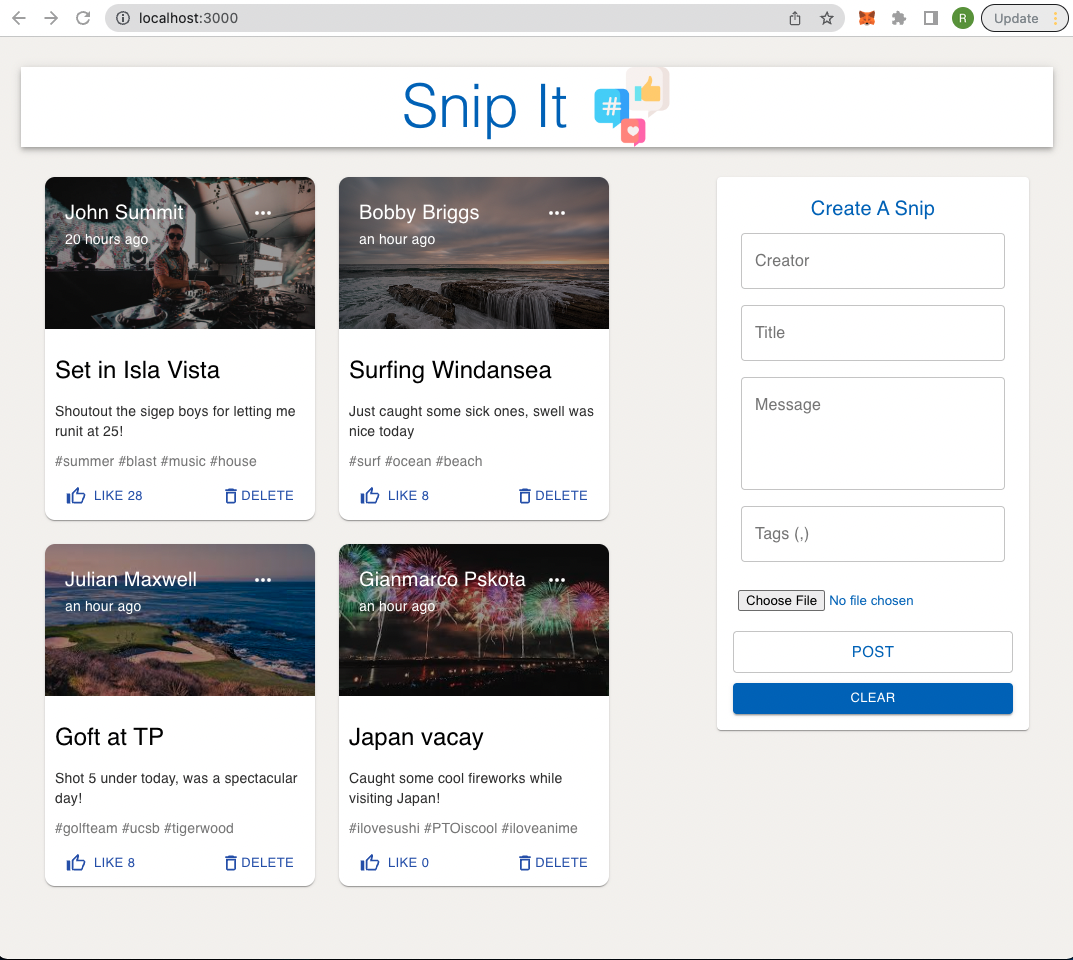 localhost:3000
R
Update
Snip It
#
John Summit
20 hours ago
Set in Isla Vista
Shoutout the sigep boys for letting me
runit at 25!
#summer #blast #music #house
LIKE 28
DELETE
Bobby Briggs
an hour ago
Surfing Windansea
Just caught some sick ones, swell was
nice today
#surf #ocean #beach
LIKE 8
DELETE
Julian Maxwell
an hour ago
Goft at TP
Shot 5 under today, was a spectacular
day!
#golfteam #ucsb #tigerwood
LIKE 8
DELETE
Gianmarco Pskota
an hour ago
Japan vacay
Caught some cool fireworks while
visiting Japan!
#ilovesushi #PTOiscool #iloveanime
LIKE 0
DELETE
Create A Snip
Creator
Title
Message
Tags (,)
Choose File No file chosen
POST
CLEAR